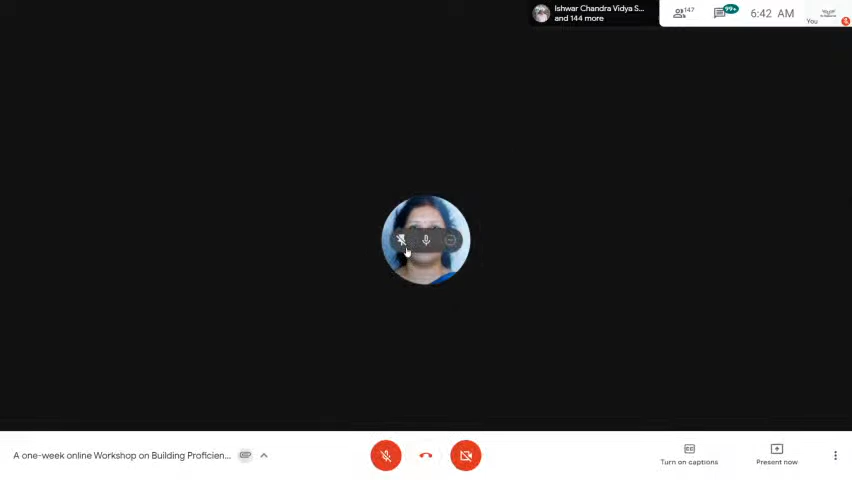 Ishwar Chandra Vidya S...
and 144 more
147
99+
6:42 AM
You
A one-week online Workshop on Building Proficien...
Turn on captions
Present now